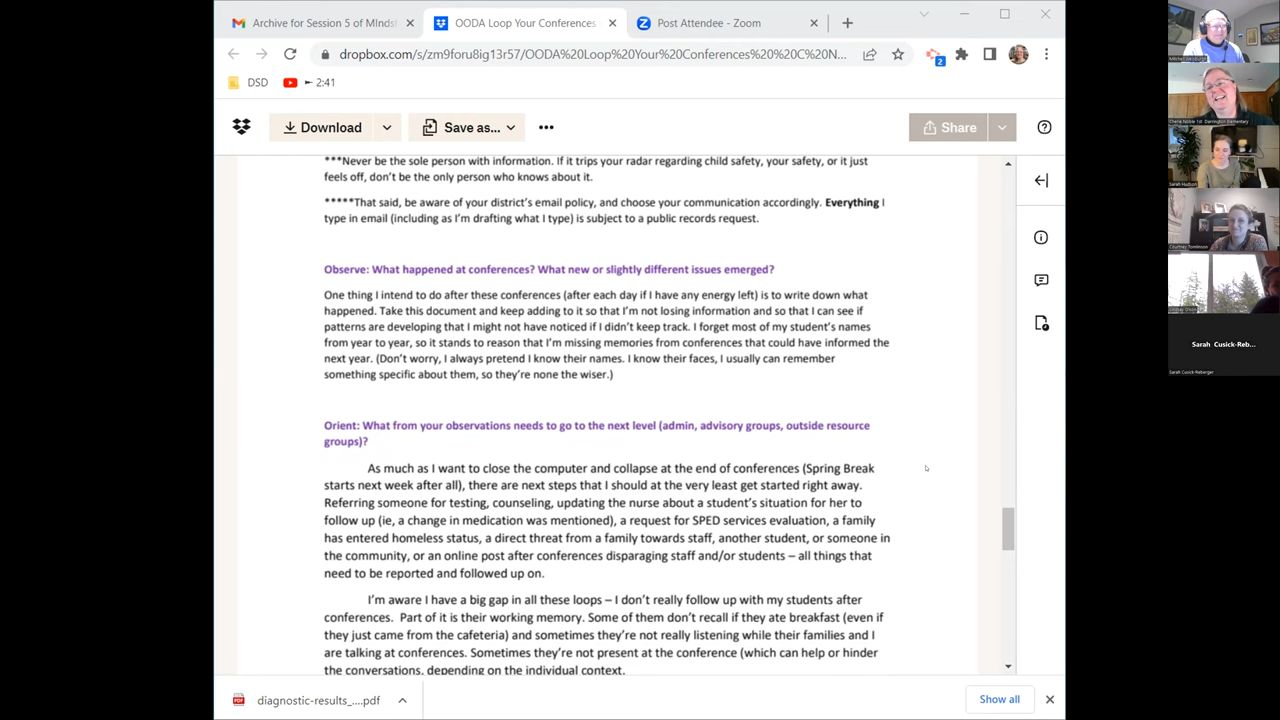 Archive for Session 5 of Mindsh
OODA Loop Your Conferences
Post Attendee - Zoom
dropbox.com/s/
/OODA%20Loop%20Your%20Conferences%20%20C%20N...
2
DSD
► 2:41
Download
Save as...
Share
***Never be the sole person with information. If it trips your radar regarding child safety, your safety, or it just
feels off, don't be the only person who knows about it.
*****That said, be aware of your district's email policy, and choose your communication accordingly. Everything I
type in email (including as I'm drafting what I type) is subject to a public records request.
Observe: What happened at conferences? What new or slightly different issues emerged?
One thing I intend to do after these conferences (after each day if I have any energy left) is to write down what
happened. Take this document and keep adding to it so that I'm not losing information and so that I can see if
patterns are developing that I might not have noticed if I didn't keep track. I forget most of my student's names
from year to year, so it stands to reason that I'm missing memories from conferences that could have informed the
next year. (Don't worry, I always pretend I know their names. I know their faces, I usually can remember
something specific about them, so they're none the wiser.)
Orient: What from your observations needs to go to the next level (admin, advisory groups, outside resource
groups)?
As much as I want to close the computer and collapse at the end of conferences (Spring Break
starts next week after all), there are next steps that I should at the very least get started right away.
Referring someone for testing, counseling, updating the nurse about a student's situation for her to
follow up (ie, a change in medication was mentioned), a request for SPED services evaluation, a family
has entered homeless status, a direct threat from a family towards staff, another student, or someone in
the community, or an online post after conferences disparaging staff and/or students – all things that
need to be reported and followed up on.
I'm aware I have a big gap in all these loops – I don't really follow up with my students after
conferences. Part of it is their working memory. Some of them don't recall if they ate breakfast (even if
they just came from the cafeteria) and sometimes they're not really listening while their families and I
are talking at conferences. Sometimes they're not present at the conference (which can help or hinder
the conversations, depending on the individual context.
diagnostic-results_....pdf
Show all
Mitchell Weisburgh
Cherie Noble 1st- Darrington Elementary
Sarah Hudson
Courtney Tomlinson
Lindsey Olson
Sarah Cusick-Reb...
Sarah Cusick-Reberger